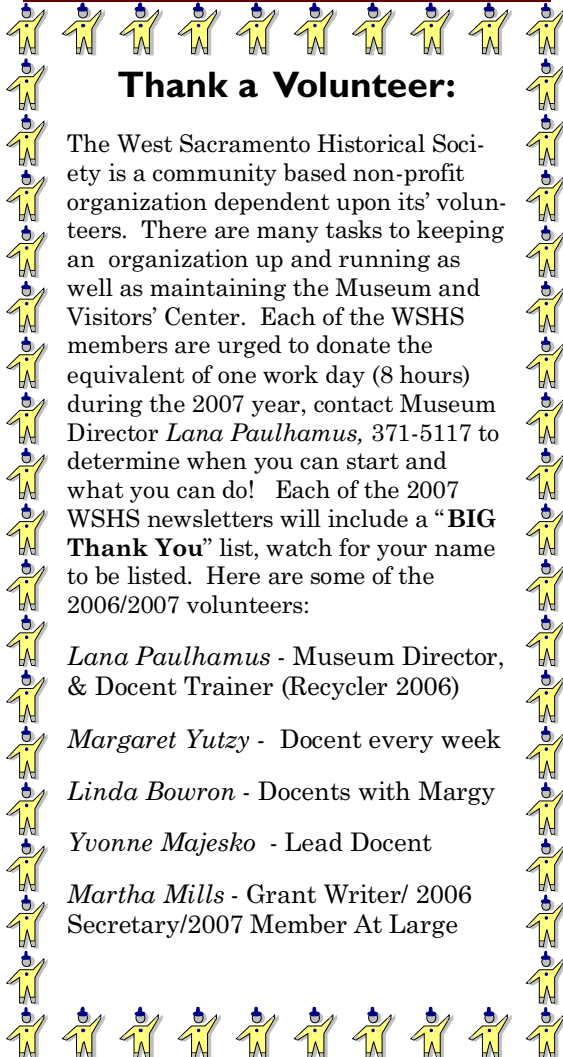 Thank a Volunteer:
The West Sacramento Historical Soci-
ety is a community based non-profit
organization dependent upon its' volun-
teers. There are many tasks to keeping
an organization up and running as
well as maintaining the Museum and
Visitors' Center. Each of the WSHS
members are urged to donate the
equivalent of one work day (8 hours)
during the 2007 year, contact Museum
Director Lana Paulhamus, 371-5117 to
determine when you can start and
what you can do! Each of the 2007
WSHS newsletters will include a “BIG
Thank You” list, watch for your name
to be listed. Here are some of the
2006/2007 volunteers:
Lana Paulhamus - Museum Director,
& Docent Trainer (Recycler 2006)
Margaret Yutzy - Docent every week
Linda Bowron - Docents with Margy
Yvonne Majesko - Lead Docent
Martha Mills - Grant Writer/ 2006
Secretary/2007 Member At Large